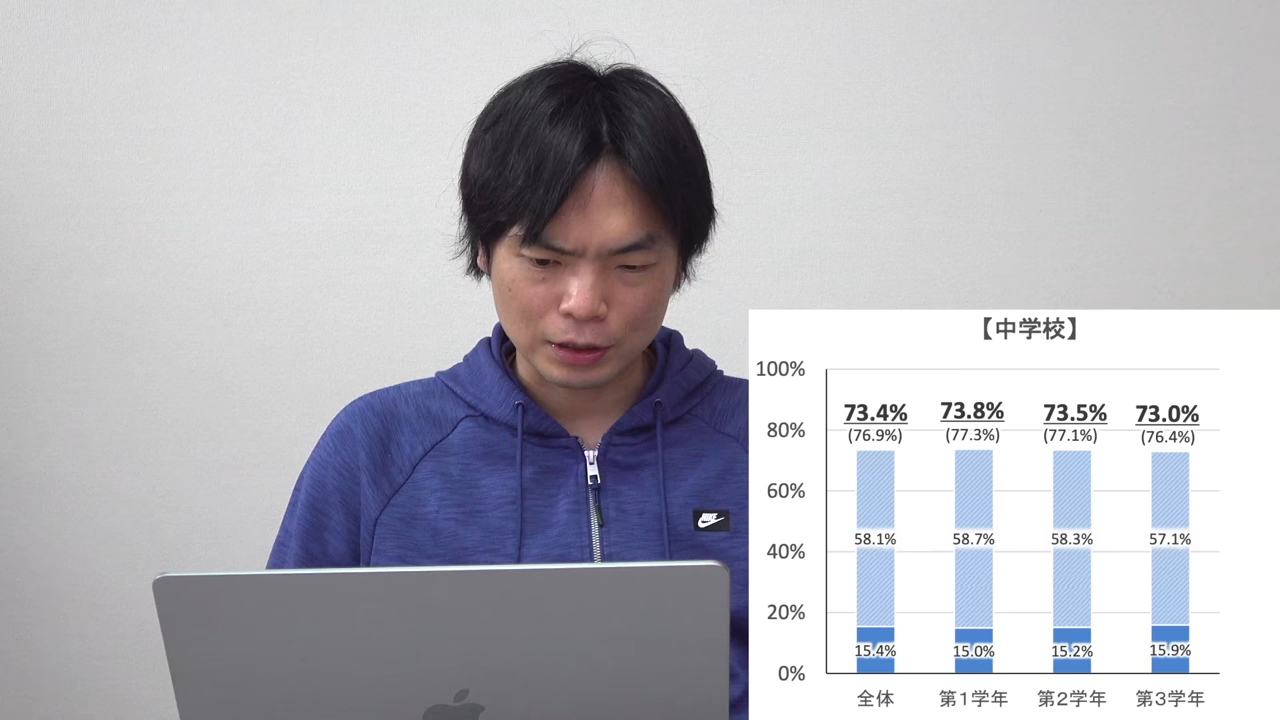 【中学校】
100%
80%
60%
40%
20%
0%
73.4% 73.8% 73.5% 73.0%
(76.9%) (77.3%) (77.1%) (76.4%)
58.1% 58.7% 58.3% 57.1%
15.4% 15.0% 15.2% 15.9%
全体 第1学年 第2学年 第3学年
NIKE